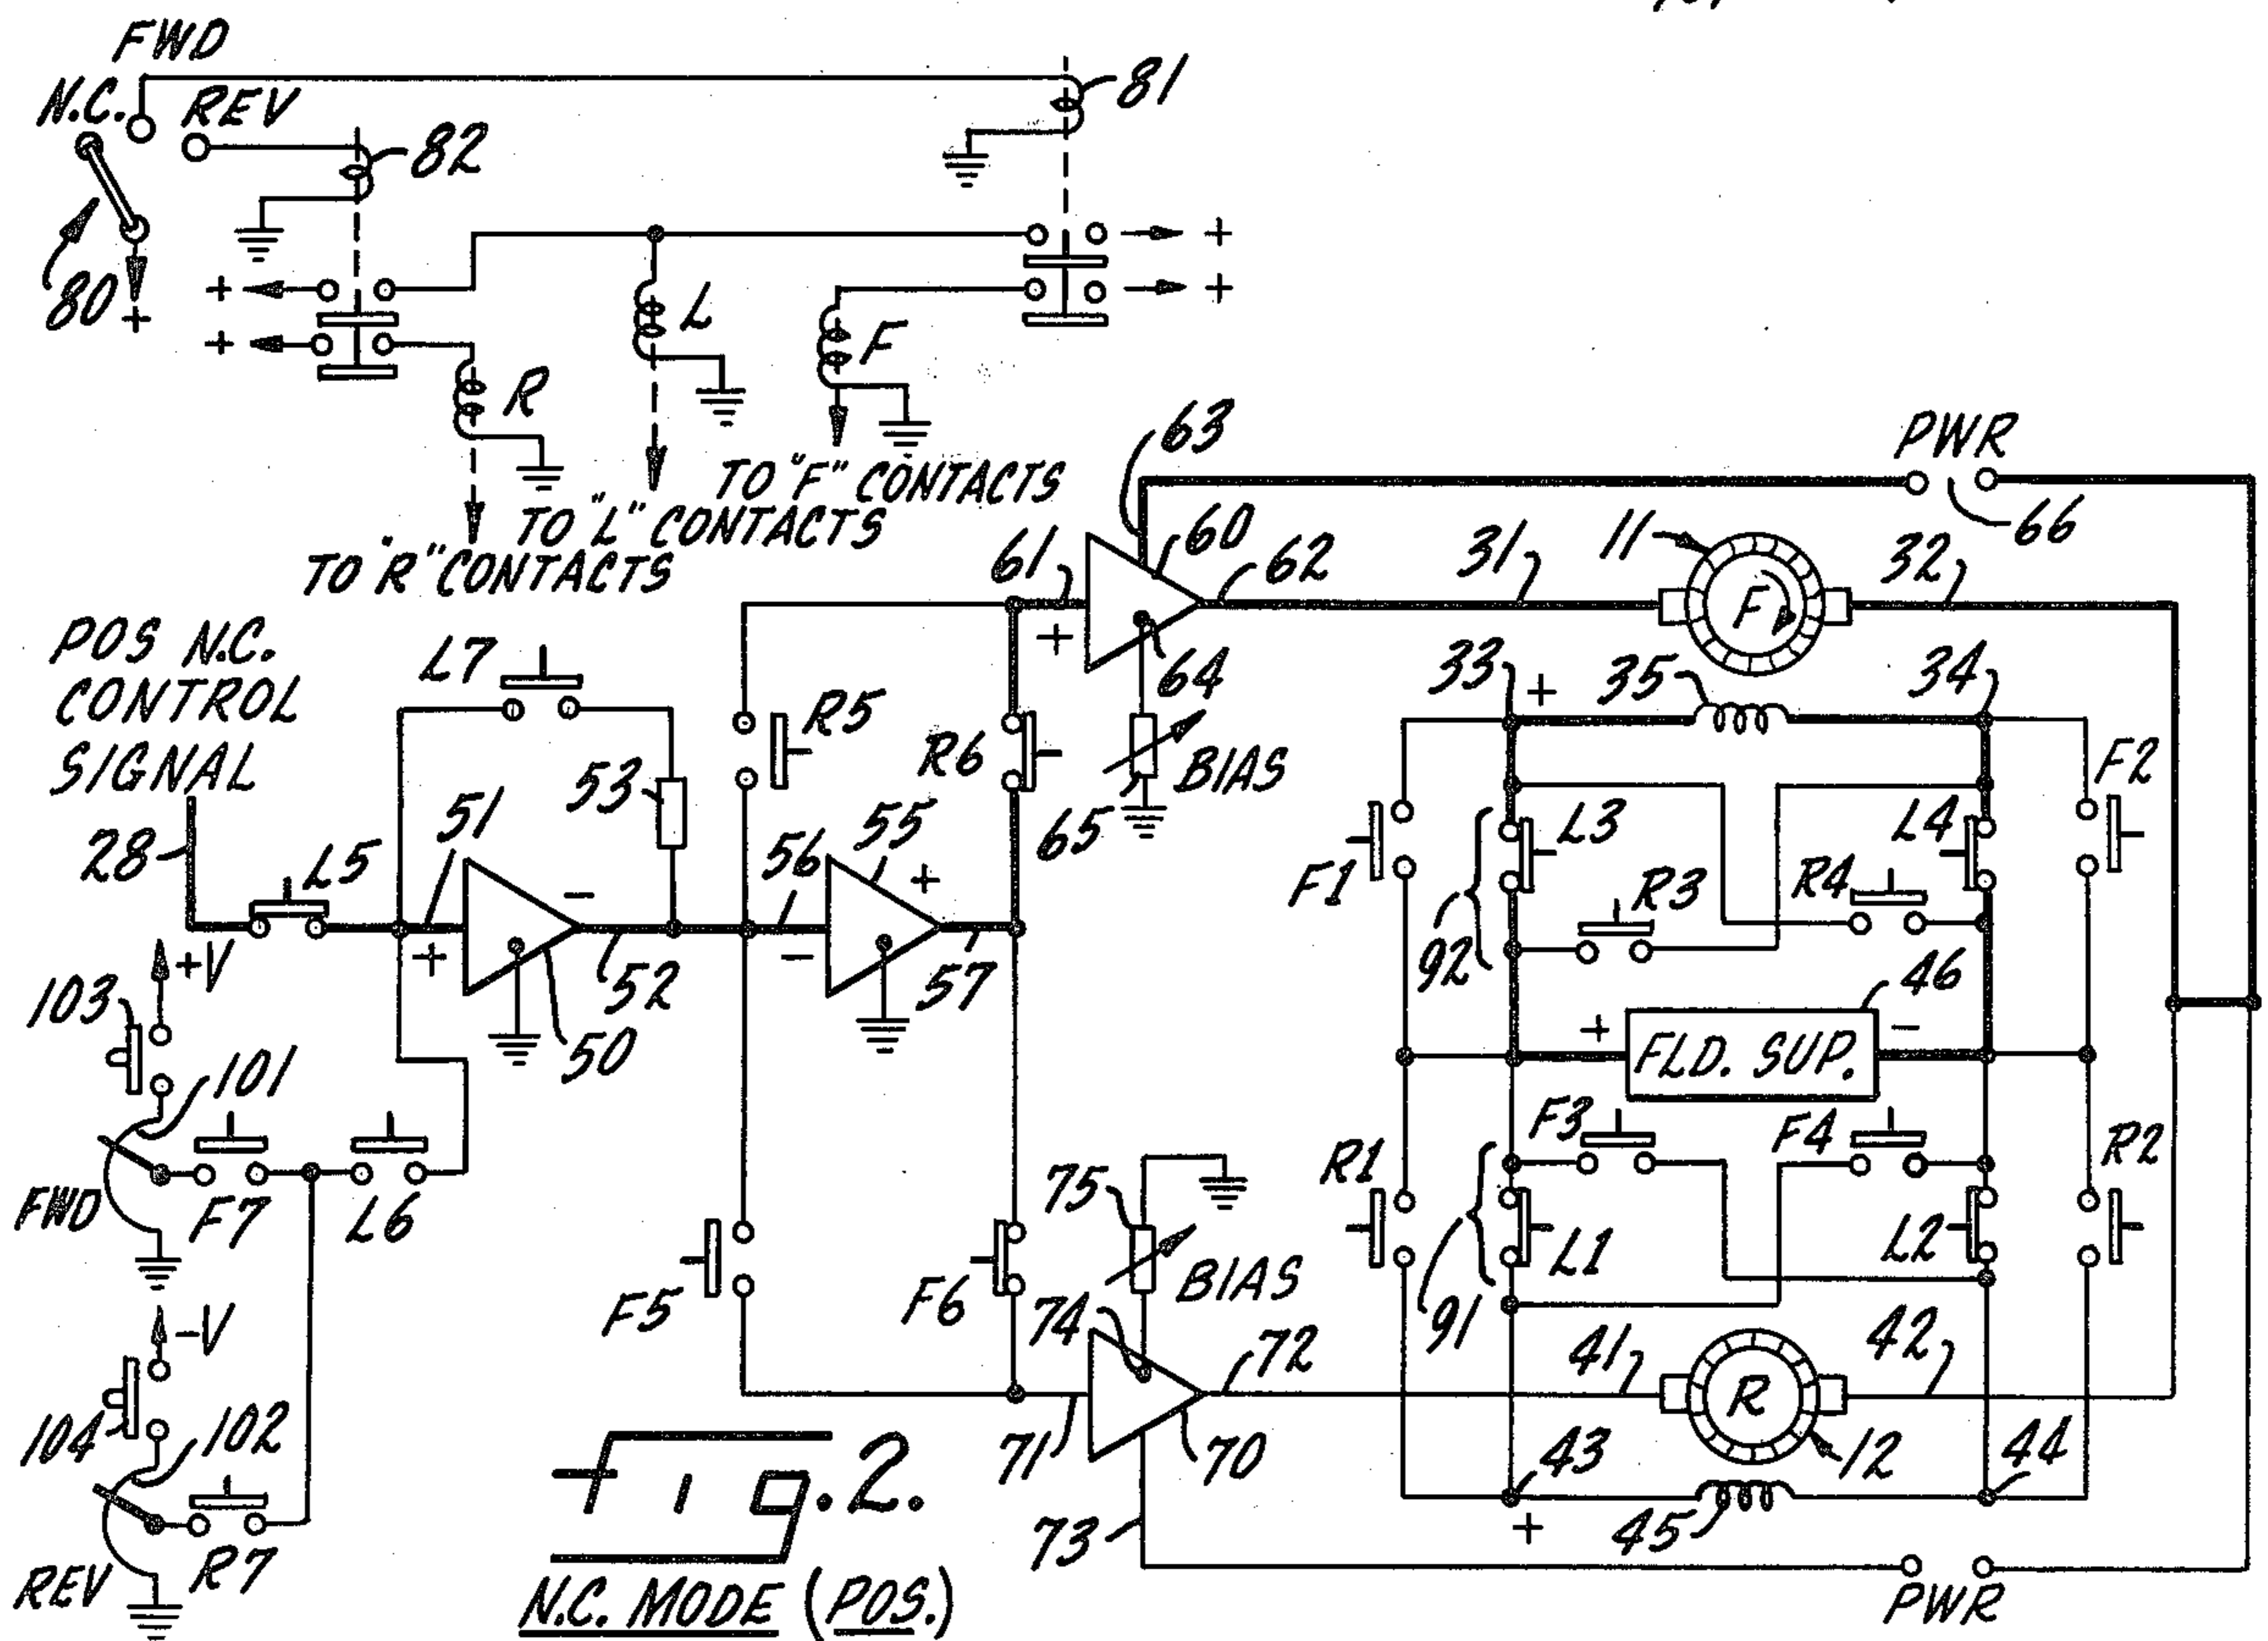 FWD
N.C. REV
81
82
80
+
+
+
+
+
L
F
R
TO "F" CONTACTS
TO "L" CONTACTS
TO "R" CONTACTS
63
PWR
66
61
60
62
31
11
F
32
+
64
BIAS
65
33
+
35
34
POS N.C.
CONTROL
SIGNAL
28
L7
R5
R6
53
51
L5
+
-
50
52
56
55
+
-
57
F1
F2
L3
L4
92
R3
R4
46
+
FLD. SUP.
-
+V
103
101
FWD
F7
L6
F3
F4
R1
R2
91
L1
L2
75
BIAS
F5
F6
74
-V
104
102
REV
R7
71
70
72
73
41
R
42
12
43
+
45
44
PWR
Fig. 2.
N.C. MODE (POS.)